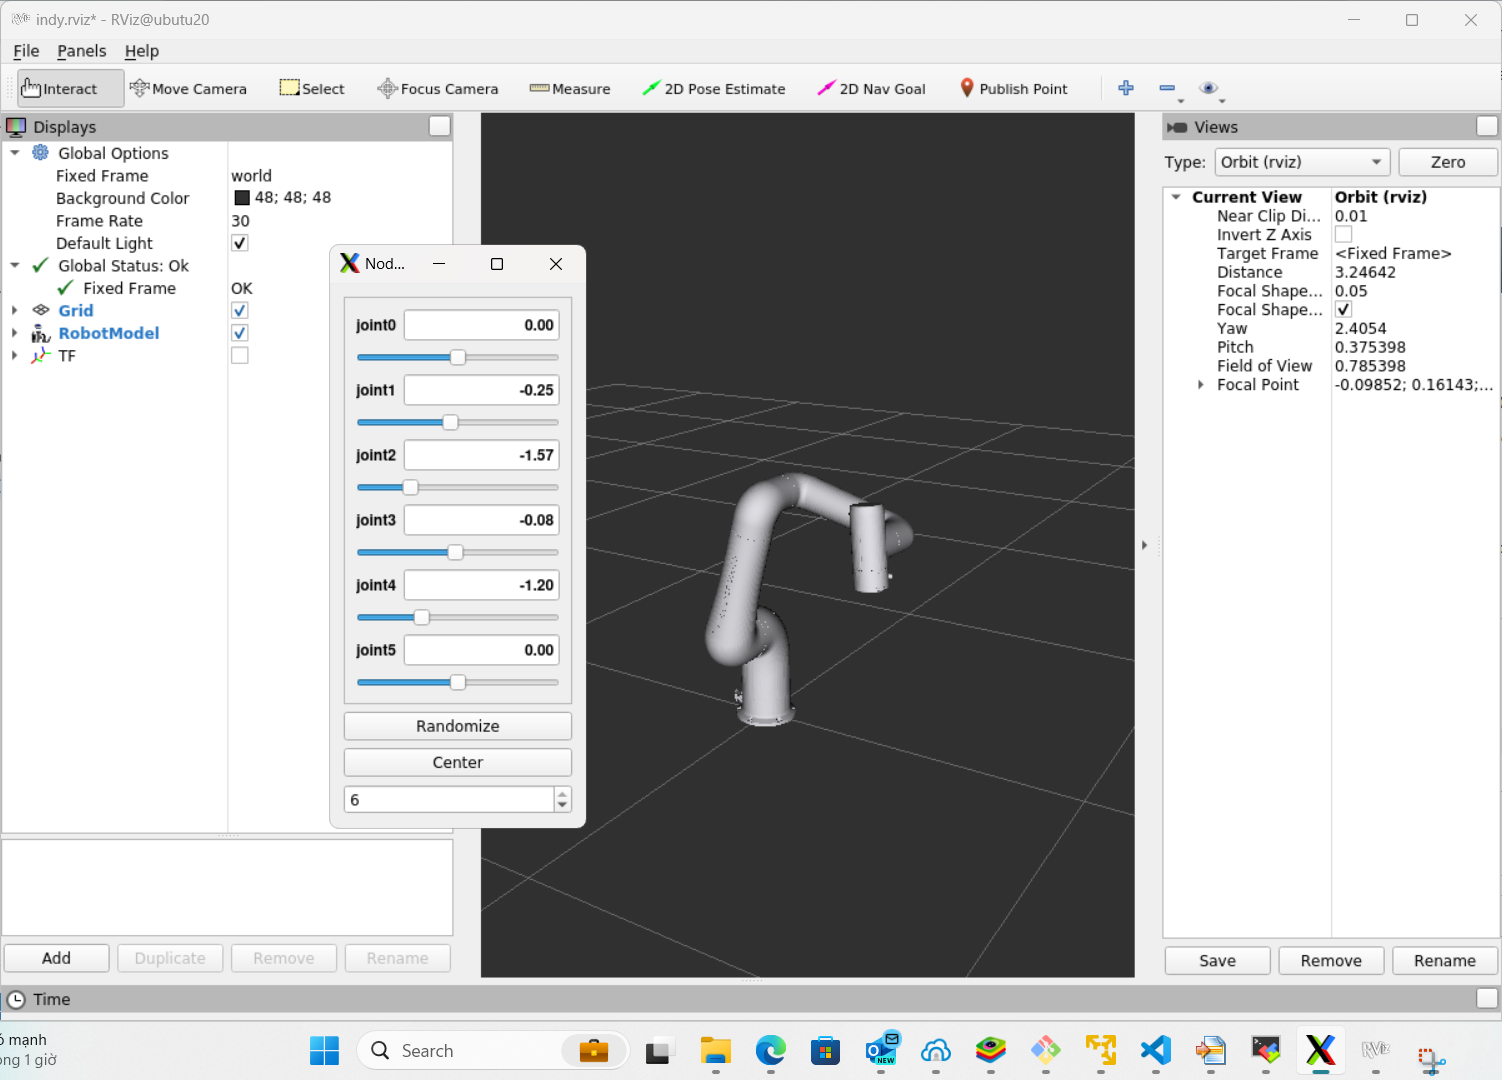 indy.rviz* - RViz@ubutu20
File Panels Help
Interact Move Camera Select Focus Camera Measure 2D Pose Estimate 2D Nav Goal Publish Point
Displays
Global Options
Fixed Frame world
Background Color 48; 48; 48
Frame Rate 30
Default Light
Global Status: Ok
Fixed Frame OK
Grid
RobotModel
TF
Add Duplicate Remove Rename
Nod...
joint0 0.00
joint1 -0.25
joint2 -1.57
joint3 -0.08
joint4 -1.20
joint5 0.00
Randomize
Center
6
Views
Type: Orbit (rviz) Zero
Current View Orbit (rviz)
Near Clip Di... 0.01
Invert Z Axis
Target Frame <Fixed Frame>
Distance 3.24642
Focal Shape... 0.05
Focal Shape...
Yaw 2.4054
Pitch 0.375398
Field of View 0.785398
Focal Point -0.09852; 0.16143;...
Save Remove Rename
Time
ó mạnh
ong 1 giờ
Search
NEW
RViz